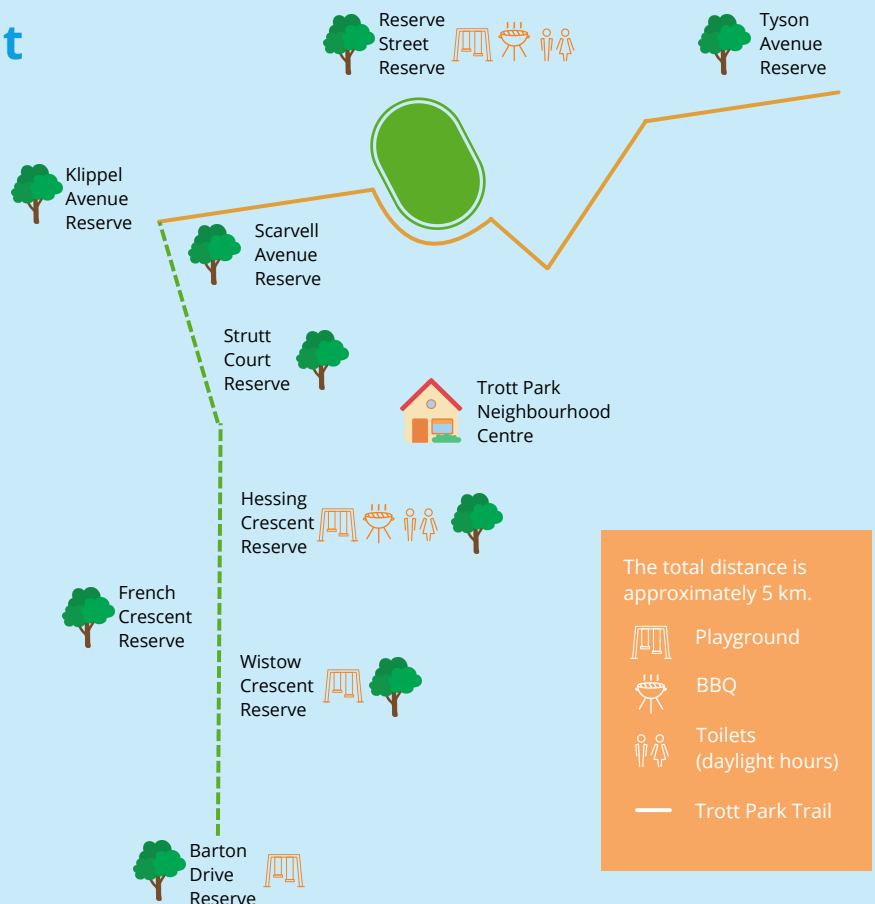 t
Reserve
Street
Reserve
Tyson
Avenue
Reserve
Klippel
Avenue
Reserve
Scarvell
Avenue
Reserve
Strutt
Court
Reserve
Trott Park
Neighbourhood
Centre
Hessing
Crescent
Reserve
French
Crescent
Reserve
Wistow
Crescent
Reserve
Barton
Drive
Reserve
The total distance is
approximately 5 km.
Playground
BBQ
Toilets
(daylight hours)
Trott Park Trail